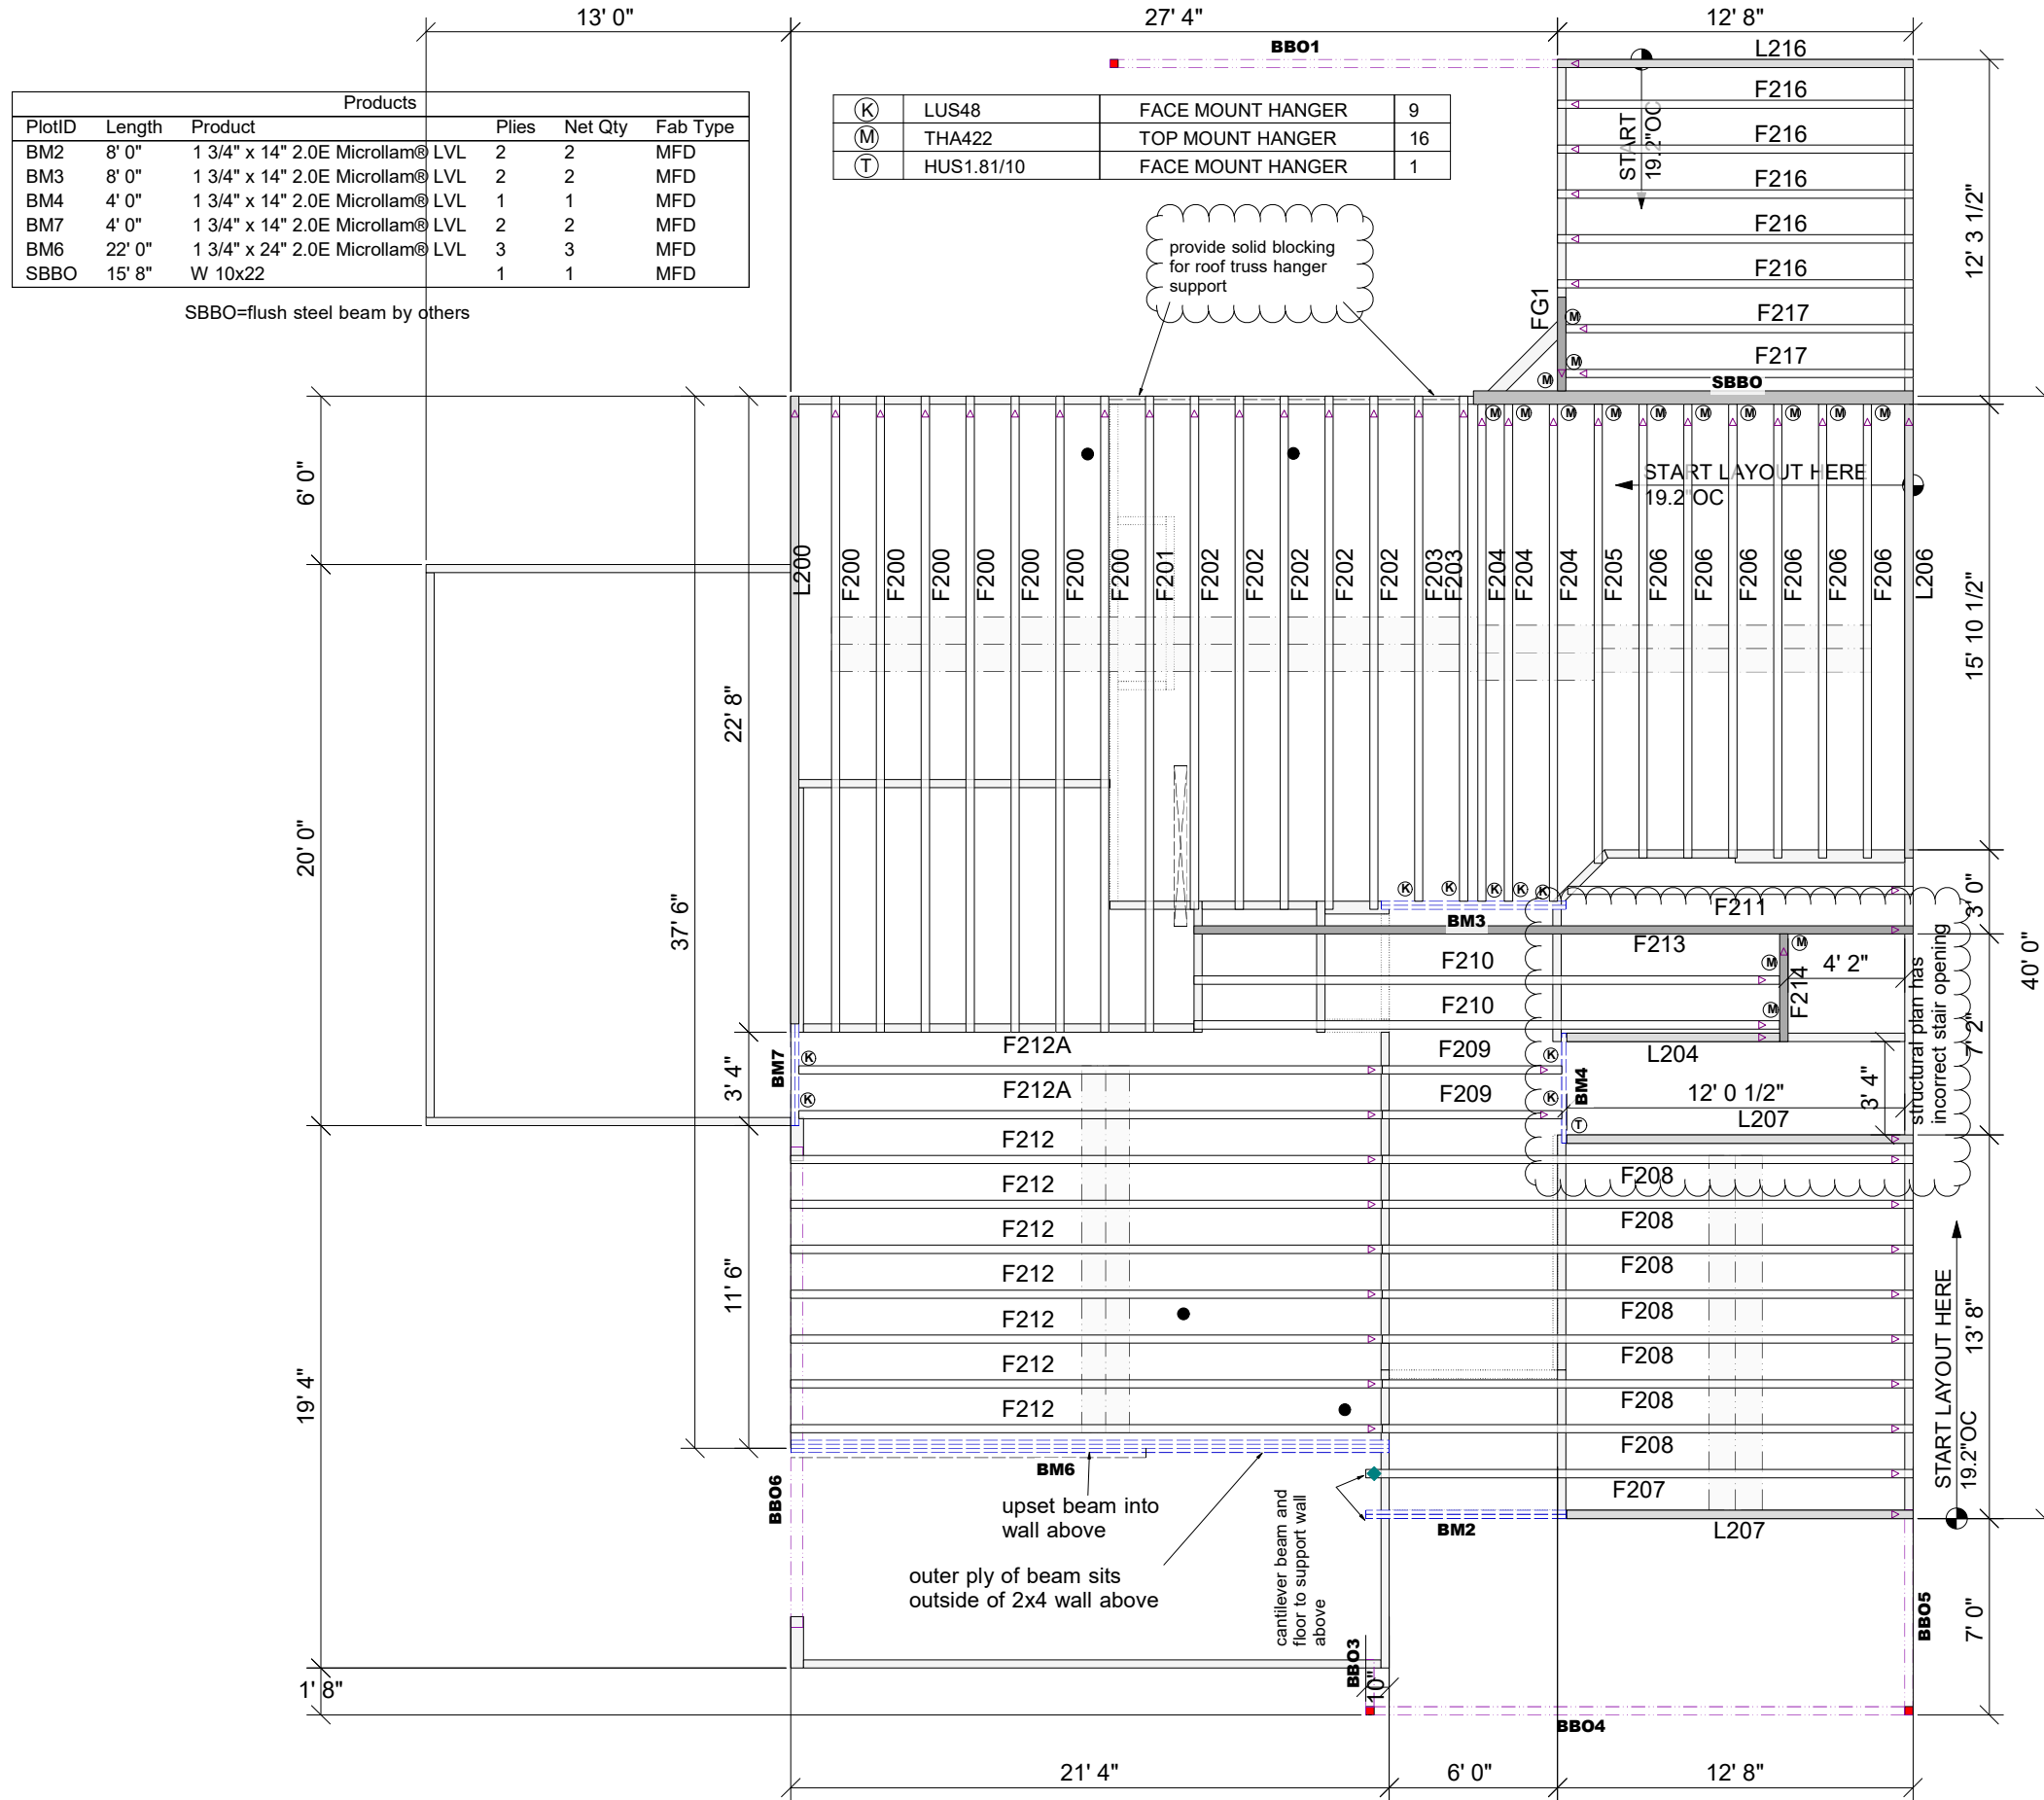 13' 0"
27' 4"
12' 8"
BBO1
L216
Products
PlotID Length Product Plies Net Qty Fab Type
BM2 8' 0" 1 3/4" x 14" 2.0E Microllam® LVL 2 2 MFD
BM3 8' 0" 1 3/4" x 14" 2.0E Microllam® LVL 2 2 MFD
BM4 4' 0" 1 3/4" x 14" 2.0E Microllam® LVL 1 1 MFD
BM7 4' 0" 1 3/4" x 14" 2.0E Microllam® LVL 2 2 MFD
BM6 22' 0" 1 3/4" x 24" 2.0E Microllam® LVL 3 3 MFD
SBBO 15' 8" W 10x22 1 1 MFD
SBBO=flush steel beam by others
K LUS48 FACE MOUNT HANGER 9
M THA422 TOP MOUNT HANGER 16
T HUS1.81/10 FACE MOUNT HANGER 1
provide solid blocking
for roof truss hanger
support
START
19.2"OC
F216
F216
F216
F216
F216
F217
F217
12' 3 1/2"
FG1
M
M
M
SBBO
M M M M M M M M M M
START LAYOUT HERE
19.2"OC
6' 0"
L200 F200 F200 F200 F200 F200 F200 F200 F201 F202 F202 F202 F202 F202 F203 F203 F204 F204 F204 F205 F206 F206 F206 F206 F206 F206 L206
15' 10 1/2"
22' 8"
20' 0"
37' 6"
K K K K K
BM3
F211
3' 0"
F213
M
F210
M
4' 2"
F214
F210
M
40' 0"
structural plan has
incorrect stair opening
7' 2"
F212A
F209
L204
K
K
BM7
3' 4"
BM4
F212A
F209
12' 0 1/2"
3' 4"
K
K
L207
T
F212
F212
F212
F212
F212
F212
F212
F208
F208
F208
F208
F208
F208
F208
11' 6"
19' 4"
START LAYOUT HERE
19.2"OC
13' 8"
BM6
F207
BM2
L207
BBO6
upset beam into
wall above
outer ply of beam sits
outside of 2x4 wall above
cantilever beam and
floor to support wall
above
BBO5
7' 0"
BBO3
10"
1' 8"
BBO4
21' 4"
6' 0"
12' 8"